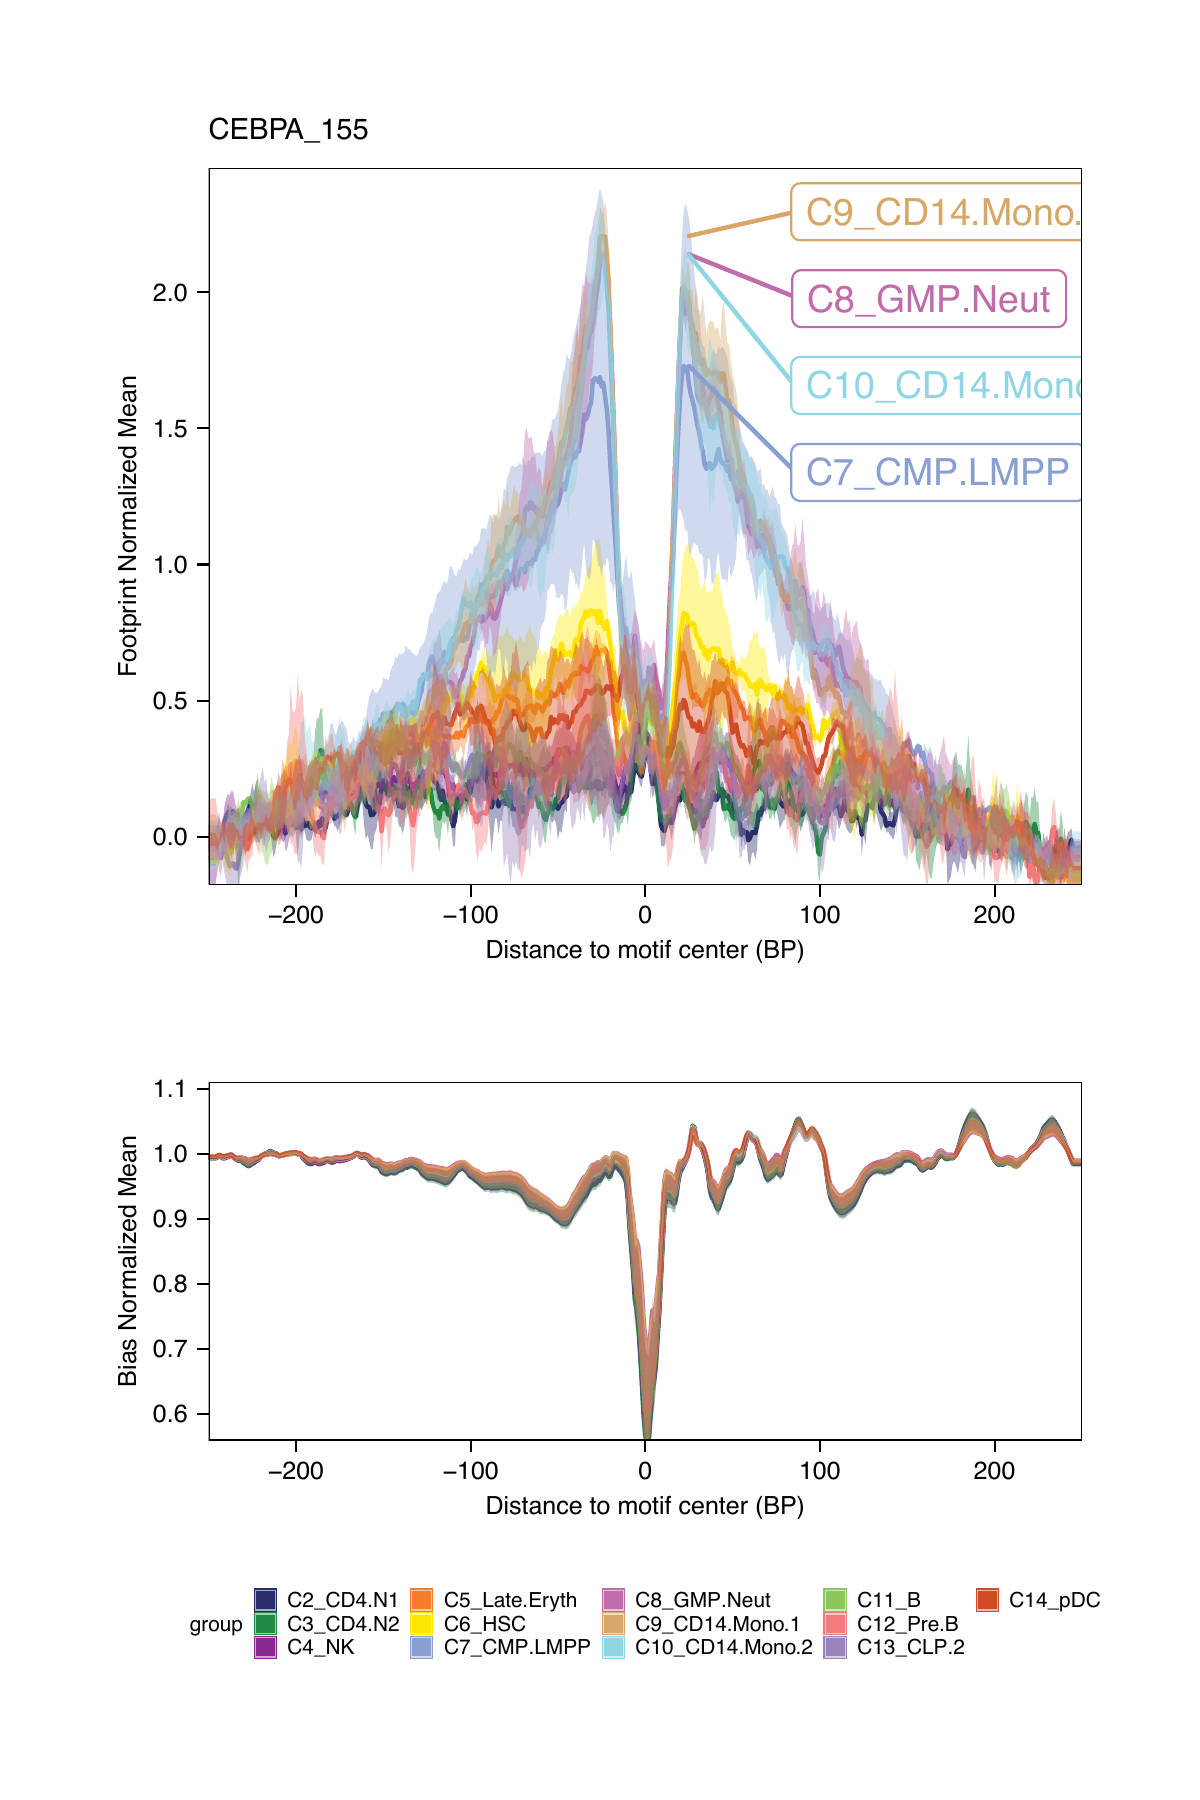 CEBPA_155
Footprint Normalized Mean
2.0
1.5
1.0
0.5
0.0
C9_CD14.Mono.
C8_GMP.Neut
C10_CD14.Mono
C7_CMP.LMPP
−200 −100 0 100 200
Distance to motif center (BP)
Bias Normalized Mean
1.1
1.0
0.9
0.8
0.7
0.6
−200 −100 0 100 200
Distance to motif center (BP)
group
C2_CD4.N1 C5_Late.Eryth C8_GMP.Neut C11_B C14_pDC
C3_CD4.N2 C6_HSC C9_CD14.Mono.1 C12_Pre.B
C4_NK C7_CMP.LMPP C10_CD14.Mono.2 C13_CLP.2